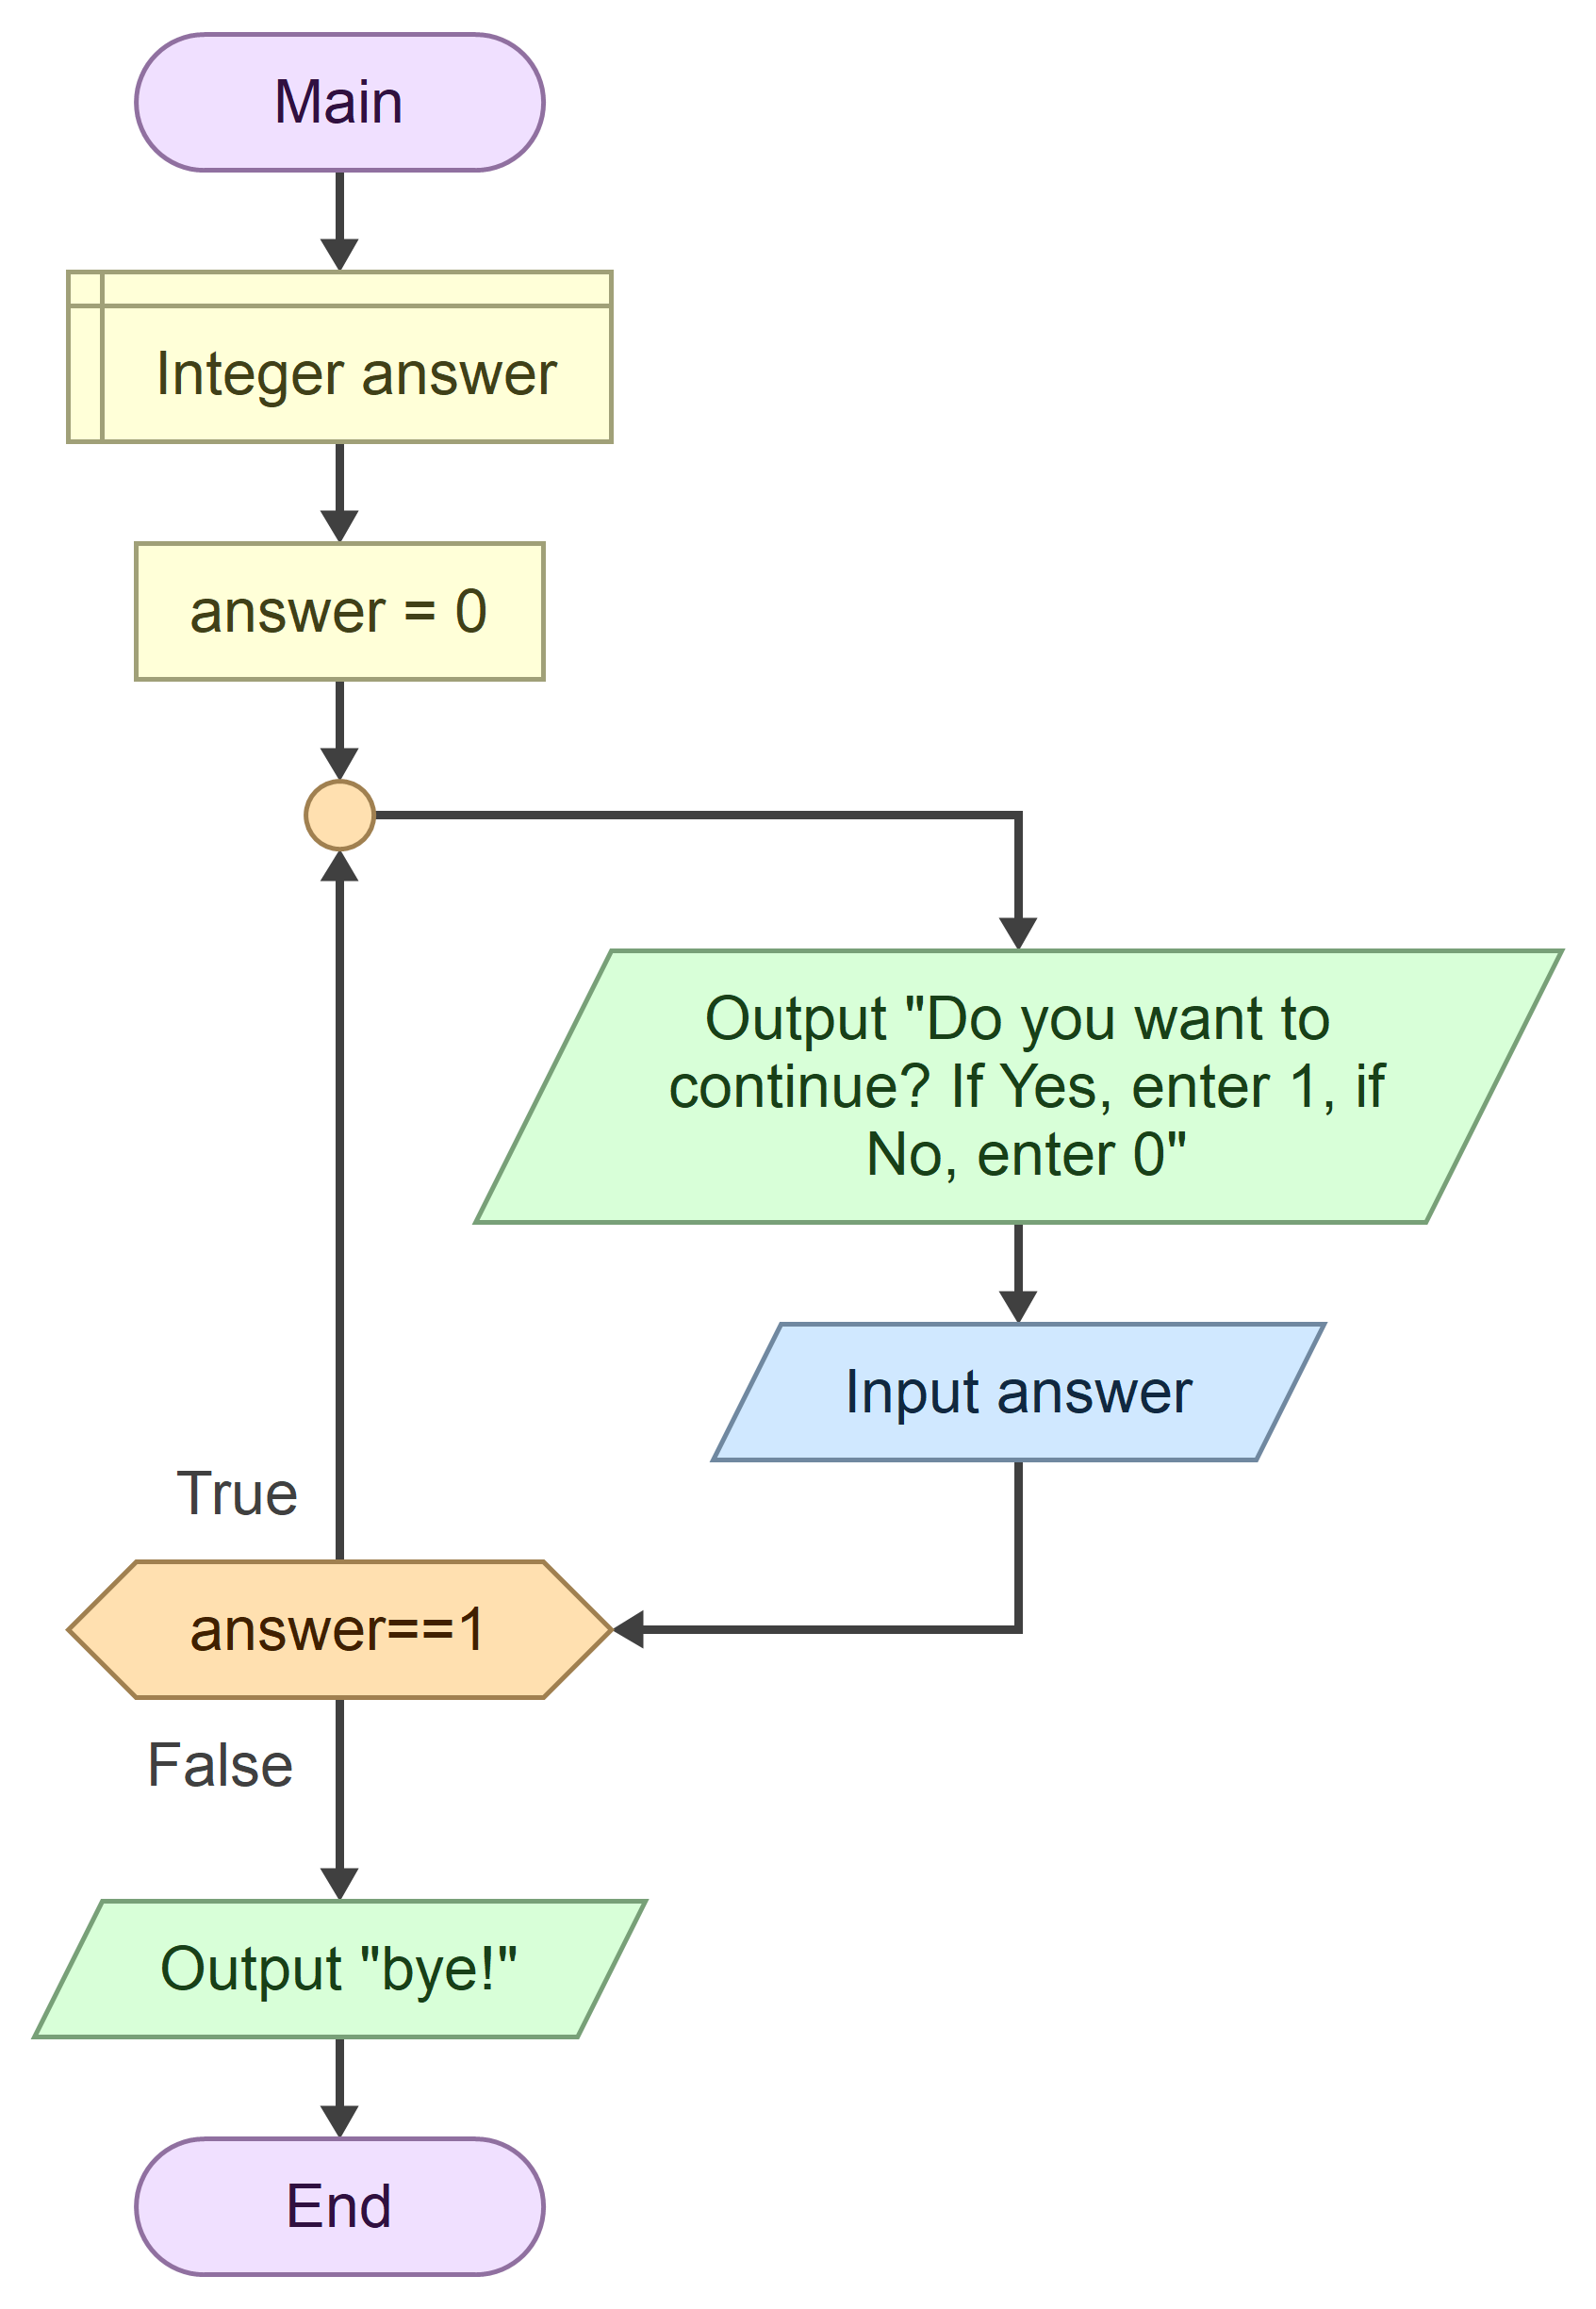 Main
Integer answer
answer = 0
Output "Do you want to
continue? If Yes, enter 1, if
No, enter 0"
Input answer
True
answer==1
False
Output "bye!"
End